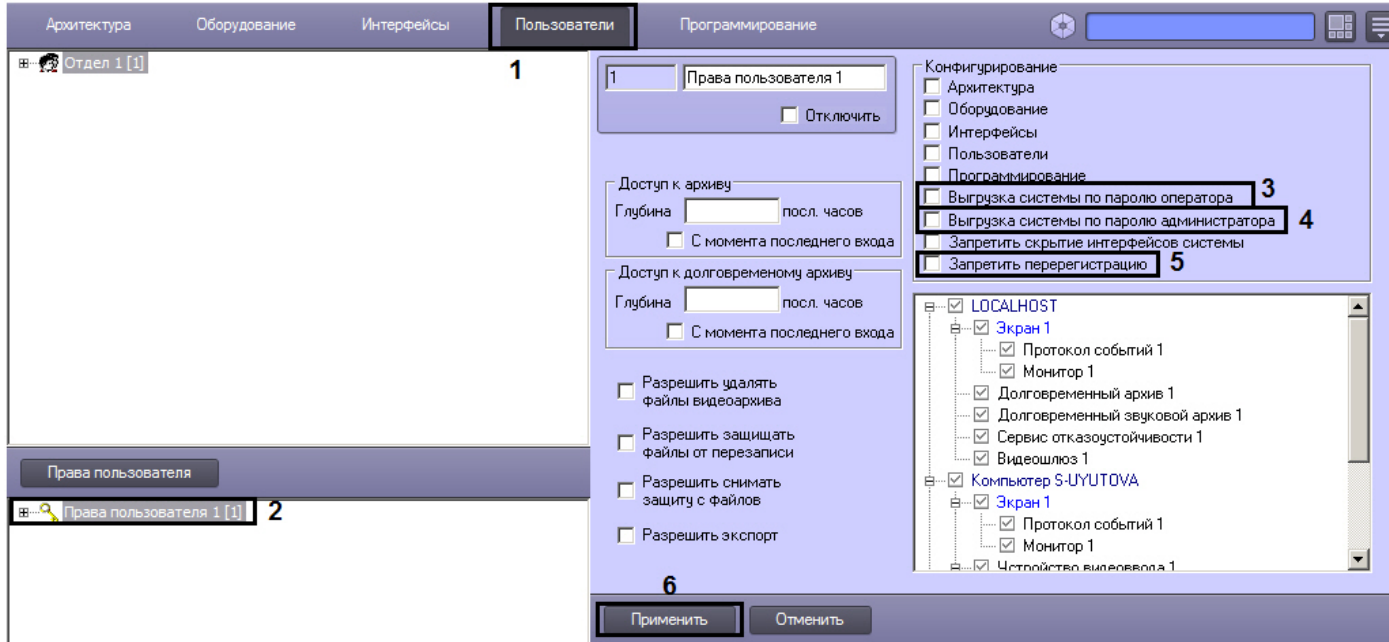 Архитектура Оборудование Интерфейсы Пользователи Программирование
1
Отдел 1 [1]
Права пользователя
Права пользователя 1 [1] 2
1 Права пользователя 1
Отключить
Доступ к архиву
Глубина посл. часов
С момента последнего входа
Доступ к долговременому архиву
Глубина посл. часов
С момента последнего входа
Разрешить удалять
файлы видеоархива
Разрешить защищать
файлы от перезаписи
Разрешить снимать
защиту с файлов
Разрешить экспорт
Конфигурирование
Архитектура
Оборудование
Интерфейсы
Пользователи
Программирование
Выгрузка системы по паролю оператора 3
Выгрузка системы по паролю администратора 4
Запретить скрытие интерфейсов системы
Запретить перерегистрацию 5
LOCALHOST
Экран 1
Протокол событий 1
Монитор 1
Долговременный архив 1
Долговременный звуковой архив 1
Сервис отказоустойчивости 1
Видеошлюз 1
Компьютер S-UYUTOVA
Экран 1
Протокол событий 1
Монитор 1
Устройство видеоввода 1
6
Применить Отменить